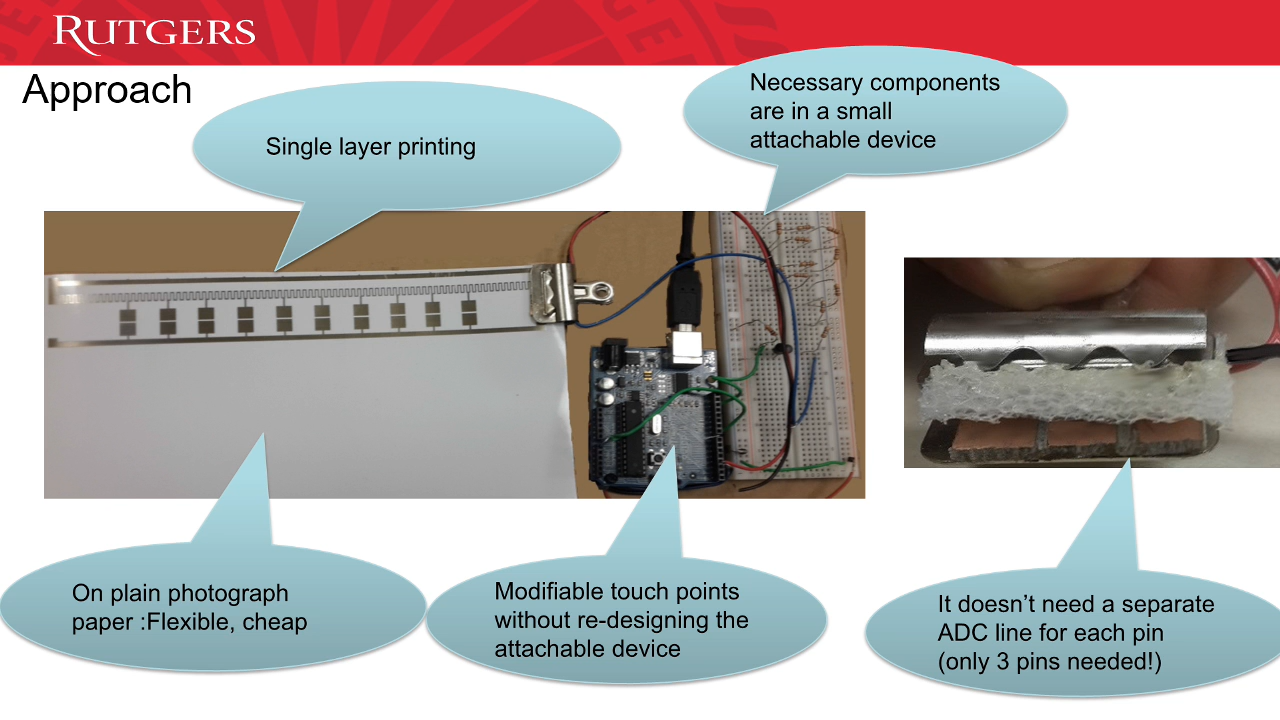 RUTGERS
Approach
Single layer printing
Necessary components
are in a small
attachable device
On plain photograph
paper :Flexible, cheap
Modifiable touch points
without re-designing the
attachable device
It doesn’t need a separate
ADC line for each pin
(only 3 pins needed!)